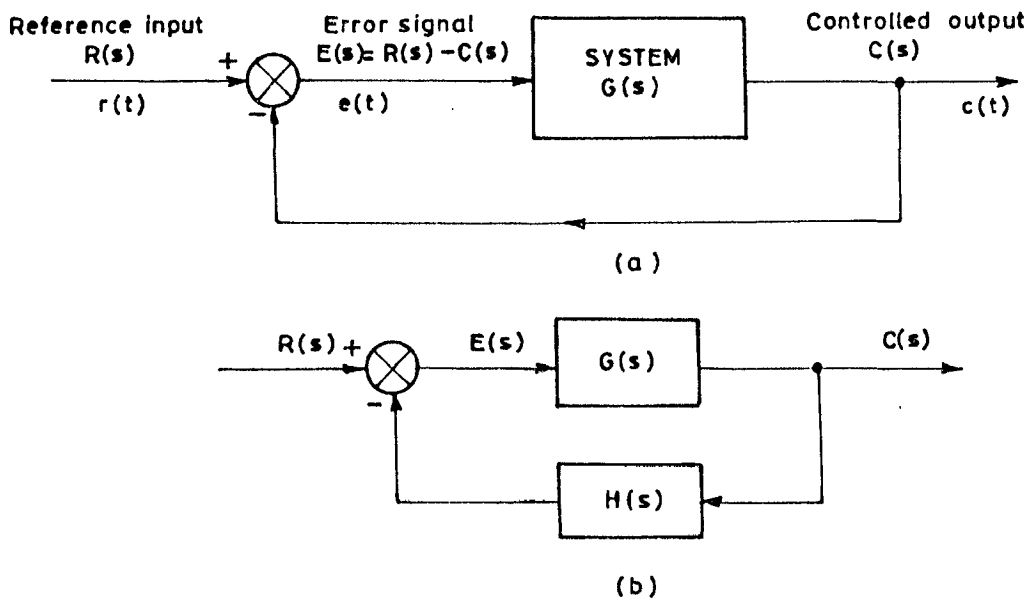 Reference input
R(s)
r(t)
+
-
Error signal
E(s)= R(s) -C(s)
e(t)
SYSTEM
G(s)
Controlled output
C(s)
c(t)
(a)
R(s)
+
-
E(s)
G(s)
C(s)
H(s)
(b)